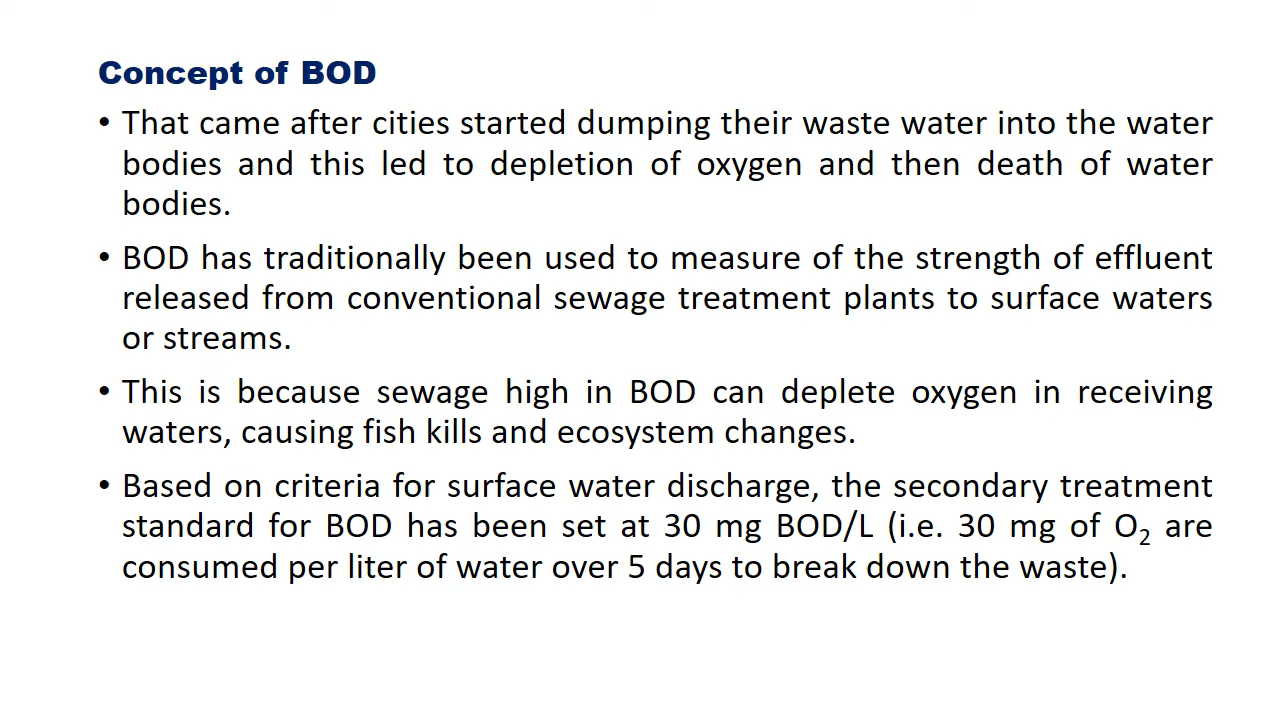 Concept of BOD
• That came after cities started dumping their waste water into the water
bodies and this led to depletion of oxygen and then death of water
bodies.
• BOD has traditionally been used to measure of the strength of effluent
released from conventional sewage treatment plants to surface waters
or streams.
• This is because sewage high in BOD can deplete oxygen in receiving
waters, causing fish kills and ecosystem changes.
• Based on criteria for surface water discharge, the secondary treatment
standard for BOD has been set at 30 mg BOD/L (i.e. 30 mg of O₂ are
consumed per liter of water over 5 days to break down the waste).